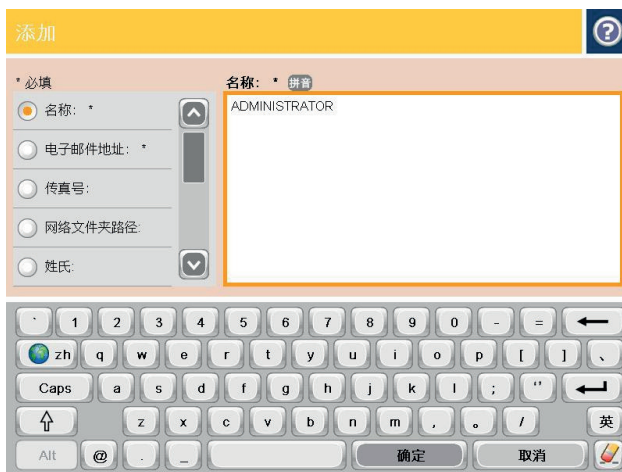 添加
?
* 必填
名称: *
电子邮件地址: *
传真号:
网络文件夹路径:
姓氏:
名称: * 拼音
ADMINISTRATOR
` 1 2 3 4 5 6 7 8 9 0 - =
zh q w e r t y u i o p [ ] 、
Caps a s d f g h j k l ; ‘’
z x c v b n m , 。 / 英
Alt @ . _ 确定 取消